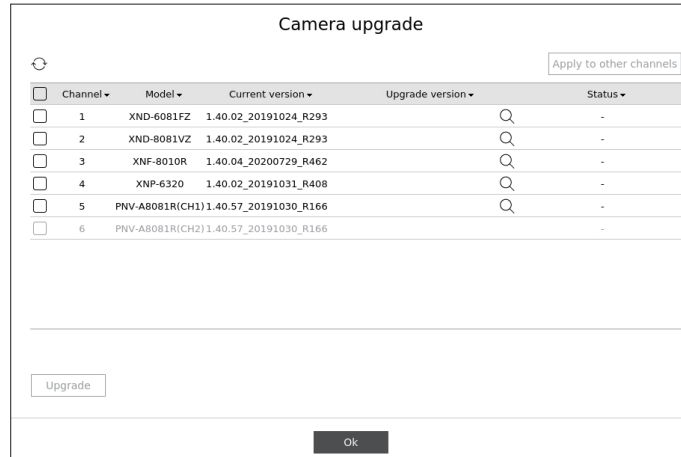 Camera upgrade
Apply to other channels
Channel Model Current version Upgrade version Status
1 XND-6081FZ 1.40.02_20191024_R293 -
2 XND-8081VZ 1.40.02_20191024_R293 -
3 XNF-8010R 1.40.04_20200729_R462 -
4 XNP-6320 1.40.02_20191031_R408 -
5 PNV-A8081R(CH1) 1.40.57_20191030_R166 -
6 PNV-A8081R(CH2) 1.40.57_20191030_R166 -
Upgrade
Ok